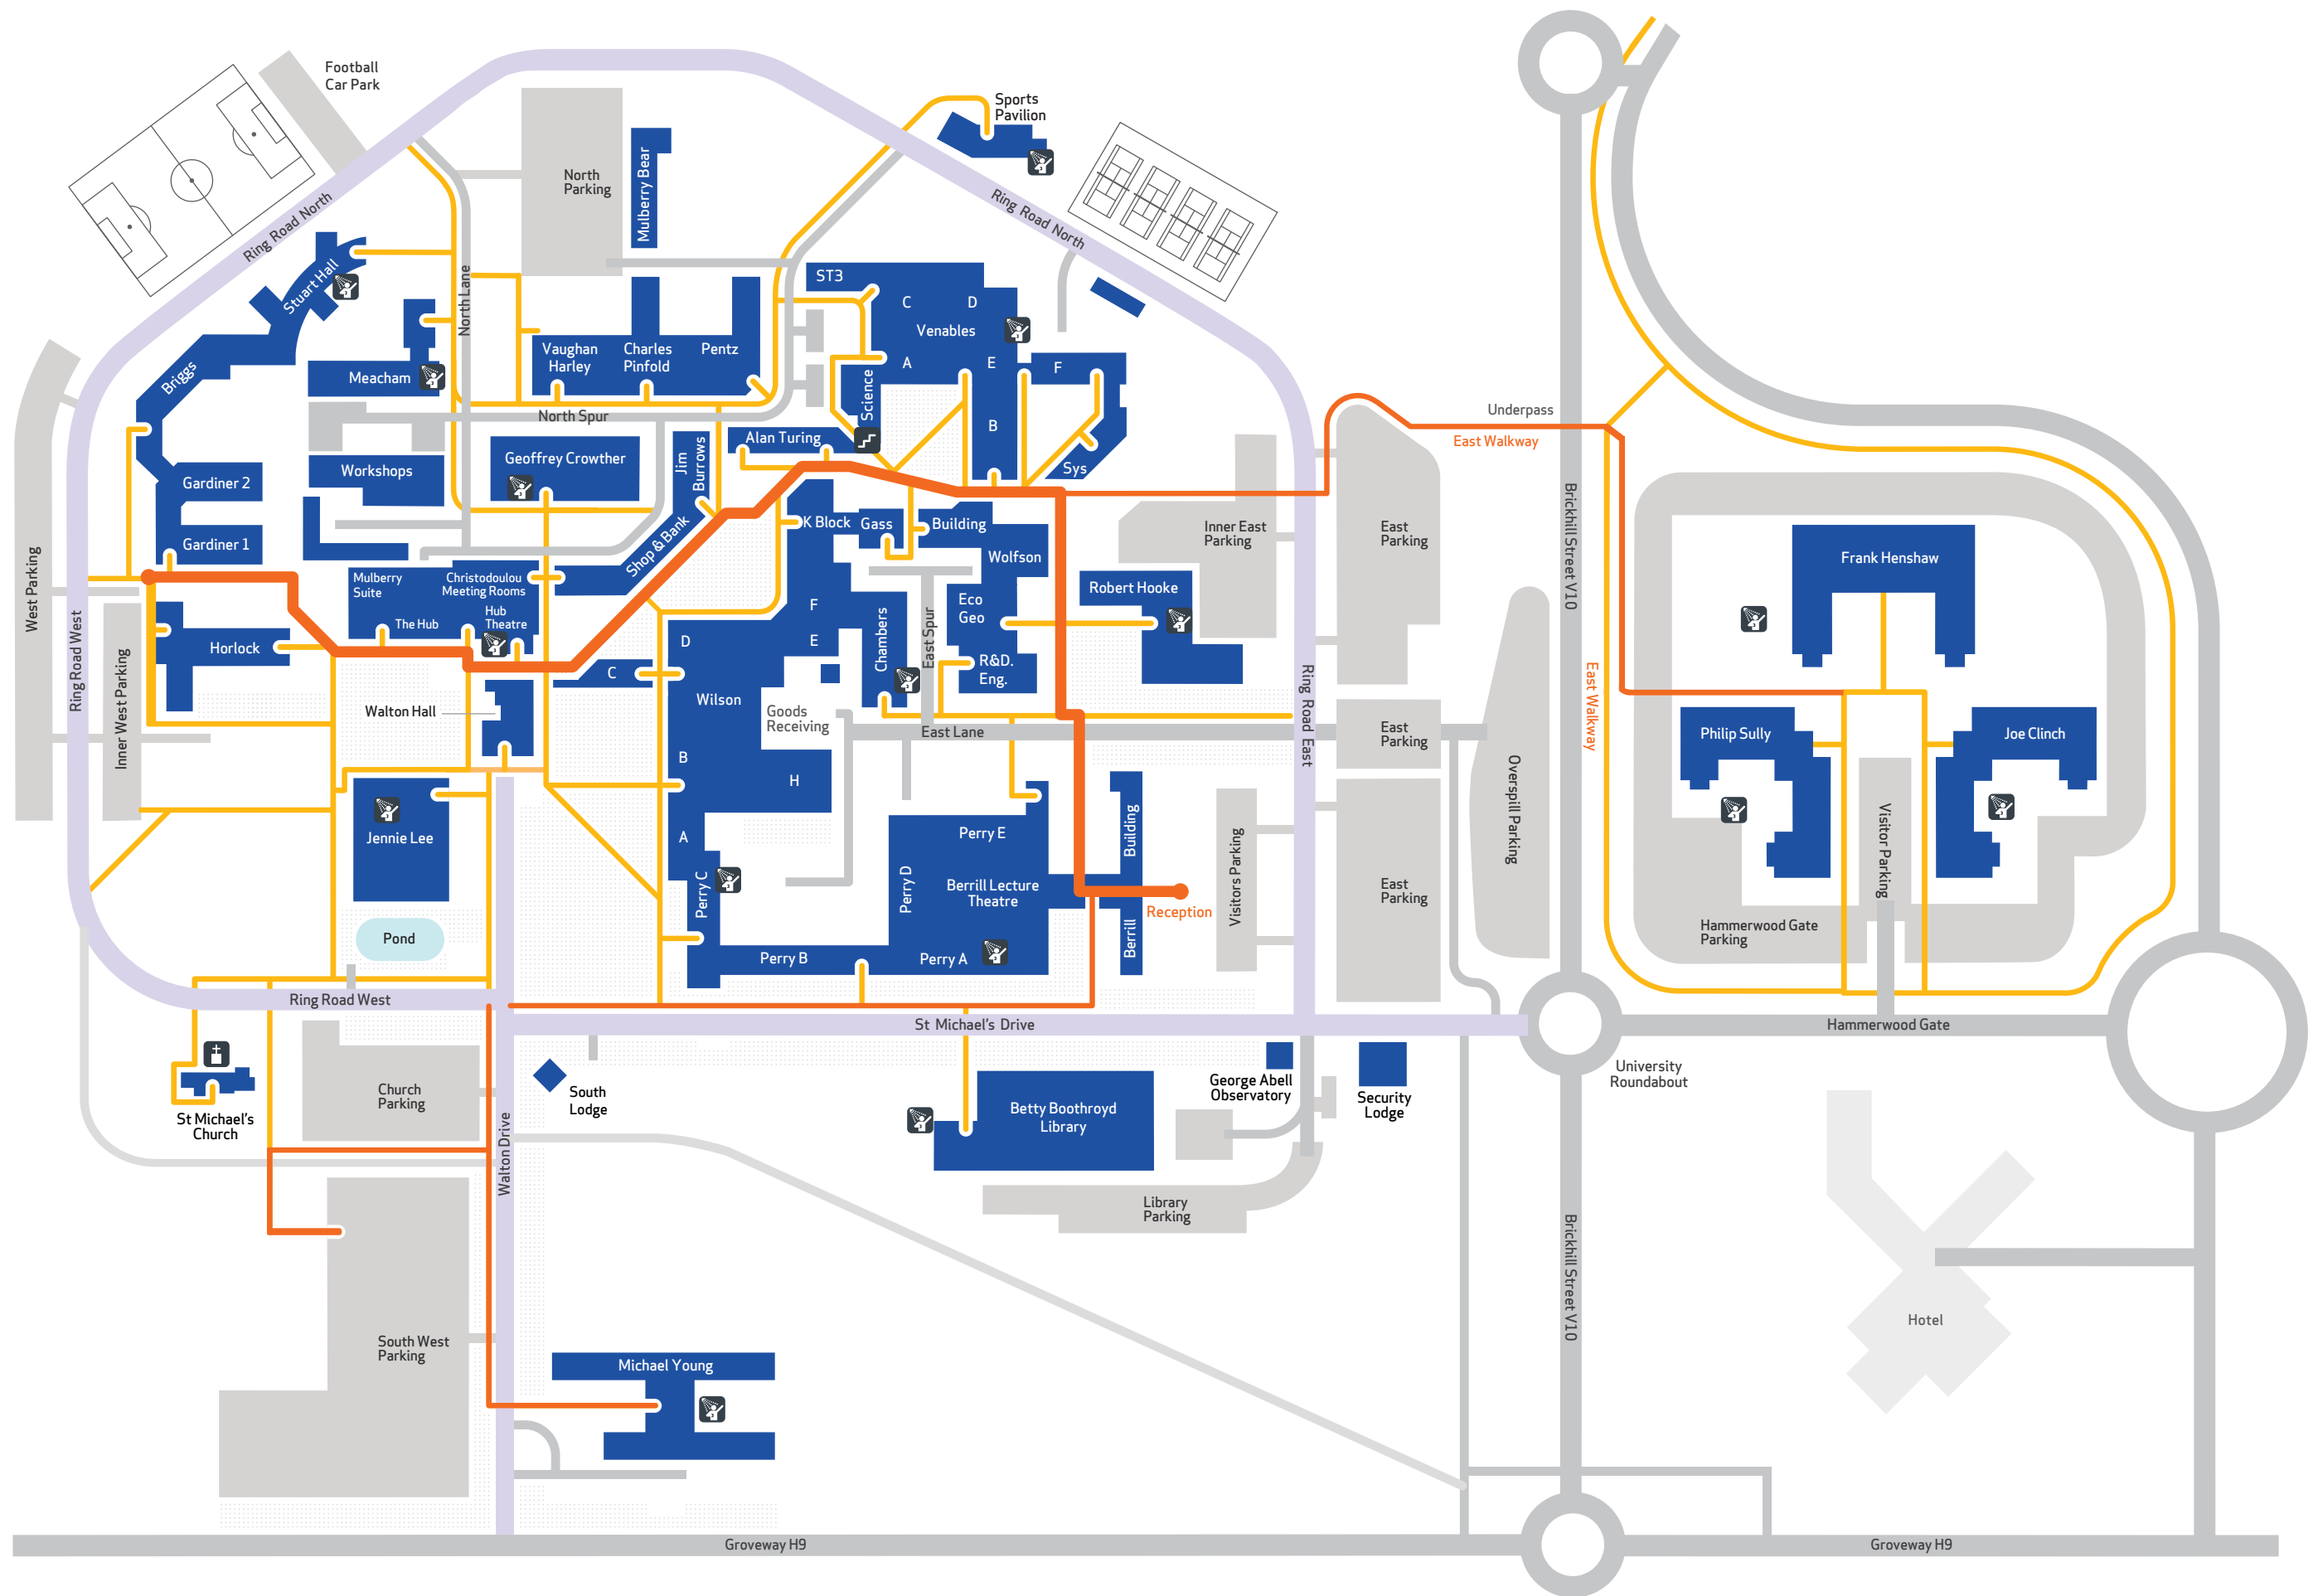 Football
Car Park
Sports
Pavilion
North
Parking
Mulberry Bear
Ring Road North
Ring Road North
Stuart Hall
North Lane
ST3
C
D
Venables
A
E
F
B
Vaughan
Harley
Charles
Pinfold
Pentz
Briggs
Meacham
Science
North Spur
Underpass
East Walkway
Alan Turing
Jim
Burrows
Geoffrey Crowther
Sys
Workshops
Gardiner 2
Gardiner 1
K Block
Gass
Building
Wolfson
Inner East
Parking
East
Parking
Brickhill Street V10
Frank Henshaw
Shop & Bank
Mulberry
Suite
Christodoulou
Meeting Rooms
Hub
Theatre
The Hub
West Parking
Ring Road West
Inner West Parking
Horlock
F
E
D
C
Chambers
East Spur
Eco
Geo
R&D.
Eng.
Robert Hooke
Ring Road East
East Walkway
Walton Hall
Wilson
Goods
Receiving
East Lane
East
Parking
Philip Sully
Joe Clinch
B
H
A
Overspill Parking
Visitor Parking
Jennie Lee
Perry C
Perry D
Perry E
Berrill Lecture
Theatre
Building
Berrill
Reception
Visitors Parking
East
Parking
Hammerwood Gate
Parking
Pond
Perry B
Perry A
Ring Road West
St Michael's Drive
Hammerwood Gate
University
Roundabout
St Michael's
Church
Church
Parking
South
Lodge
Walton Drive
Betty Boothroyd
Library
George Abell
Observatory
Security
Lodge
Library
Parking
Brickhill Street V10
Hotel
South West
Parking
Michael Young
Groveway H9
Groveway H9